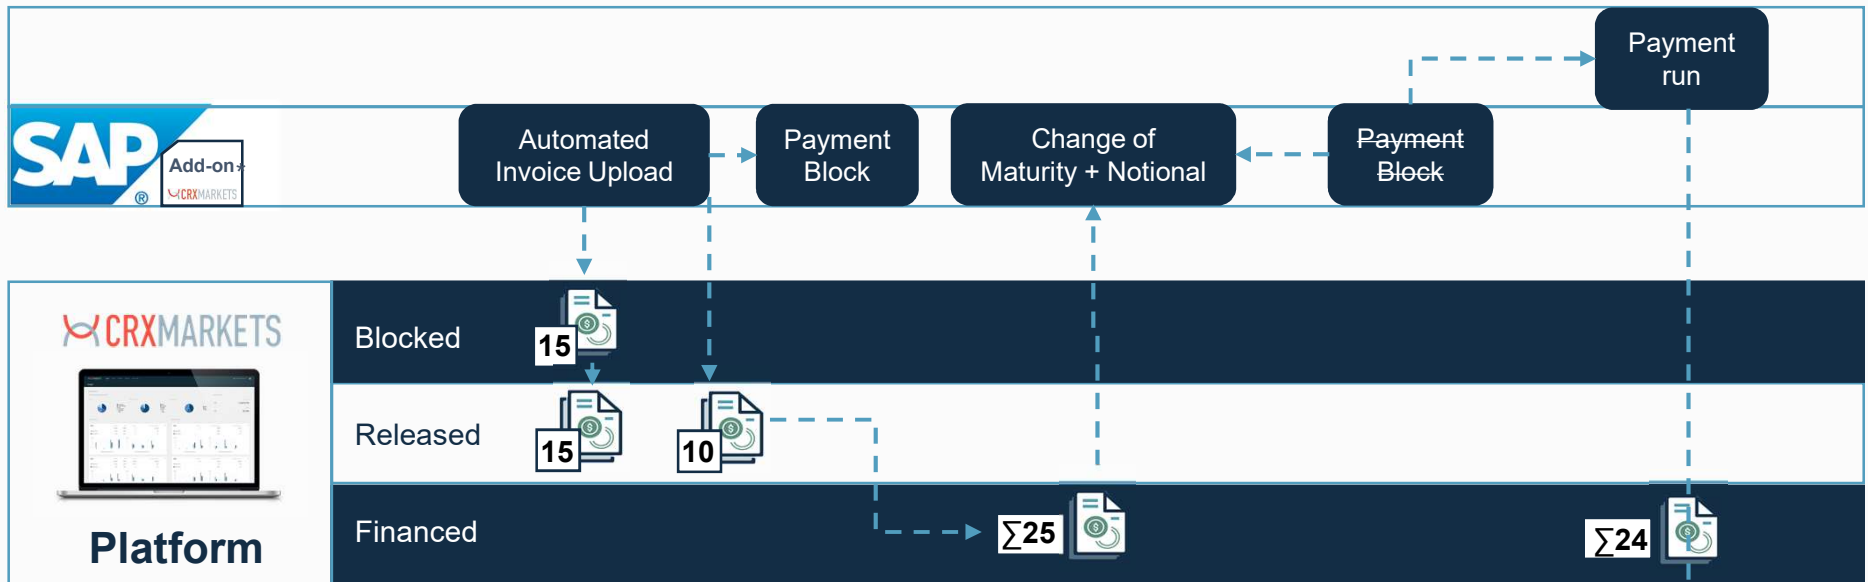 Payment
run
SAP
®
Add-on*
CRXMARKETS
Automated
Invoice Upload
Payment
Block
Change of
Maturity + Notional
Payment
Block
CRXMARKETS
Platform
Blocked
15
Released
15
10
Financed
∑25
∑24